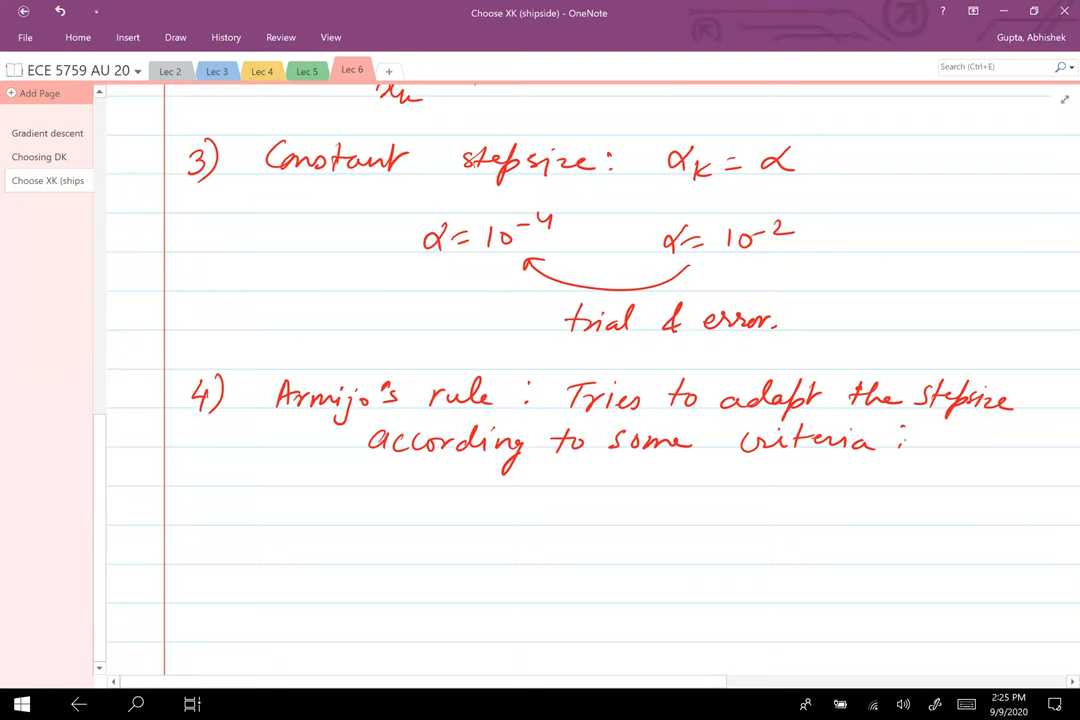 Choose XK (shipside) - OneNote
?
File Home Insert Draw History Review View
Gupta, Abhishek
ECE 5759 AU 20
Lec 2 Lec 3 Lec 4 Lec 5 Lec 6 +
Search (Ctrl+E)
Add Page
Gradient descent
Choosing DK
Choose XK (ships
3) Constant stepsize: αₖ = α
α = 10⁻⁴ α = 10⁻²
trial & error.
4) Armijo's rule : Tries to adapt the stepsize
according to some criteria :
2:25 PM
9/9/2020